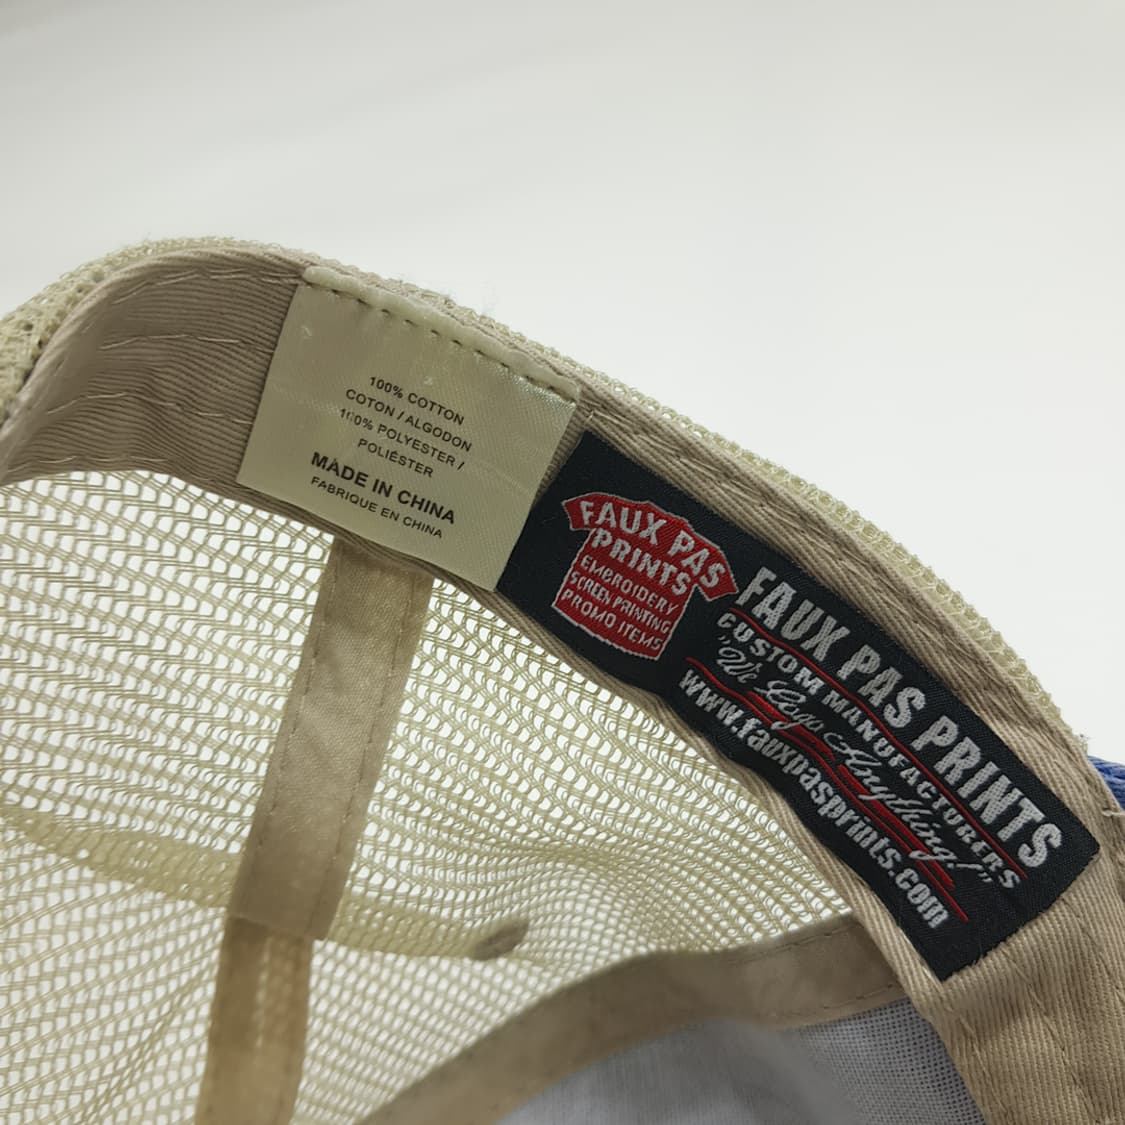 100% COTTON
COTON / ALGODON
100% POLYESTER /
POLIÉSTER
MADE IN CHINA
FABRIQUE EN CHINA
FAUX PAS
PRINTS
EMBROIDERY
SCREEN PRINTING
PROMO ITEMS
FAUX PAS PRINTS
CUSTOM MANUFACTURERS
"We Logo Anything!"
www.fauxpasprints.com